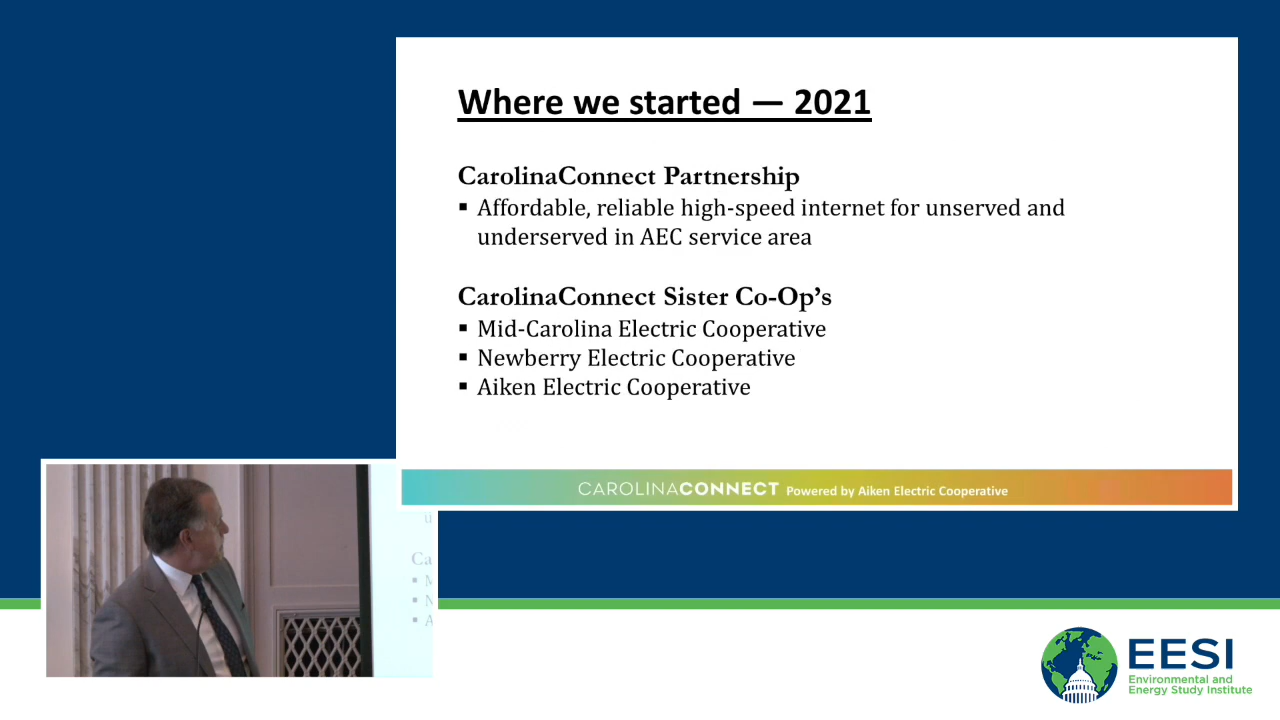 Where we started — 2021
CarolinaConnect Partnership
▪ Affordable, reliable high-speed internet for unserved and
underserved in AEC service area
CarolinaConnect Sister Co-Op’s
▪ Mid-Carolina Electric Cooperative
▪ Newberry Electric Cooperative
▪ Aiken Electric Cooperative
CAROLINACONNECT Powered by Aiken Electric Cooperative
u
Ca
▪ M
▪ N
▪ A
EESI
Environmental and
Energy Study Institute